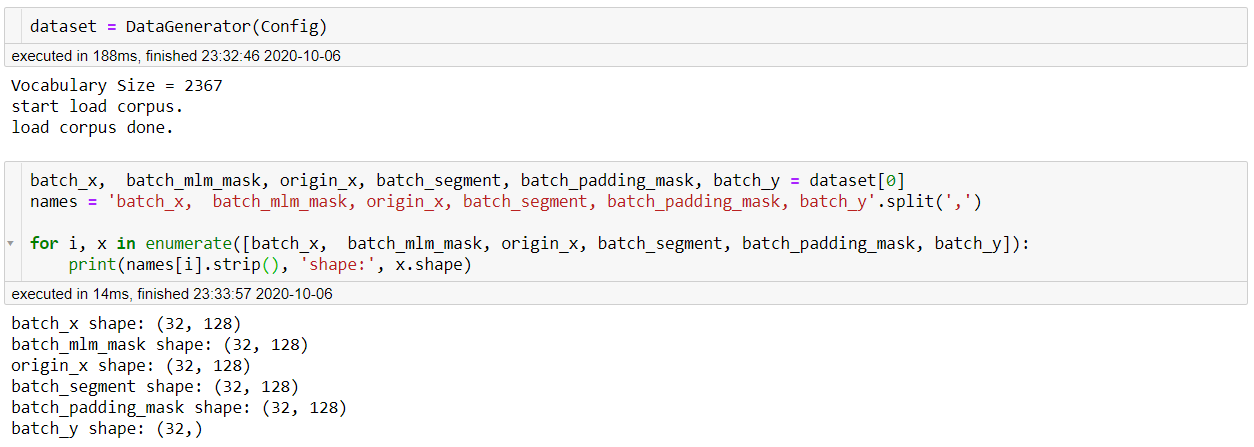 dataset = DataGenerator(Config)
executed in 188ms, finished 23:32:46 2020-10-06
Vocabulary Size = 2367
start load corpus.
load corpus done.
batch_x,  batch_mlm_mask, origin_x, batch_segment, batch_padding_mask, batch_y = dataset[0]
names = 'batch_x,  batch_mlm_mask, origin_x, batch_segment, batch_padding_mask, batch_y'.split(',')
for i, x in enumerate([batch_x,  batch_mlm_mask, origin_x, batch_segment, batch_padding_mask, batch_y]):
    print(names[i].strip(), 'shape:', x.shape)
executed in 14ms, finished 23:33:57 2020-10-06
batch_x shape: (32, 128)
batch_mlm_mask shape: (32, 128)
origin_x shape: (32, 128)
batch_segment shape: (32, 128)
batch_padding_mask shape: (32, 128)
batch_y shape: (32,)